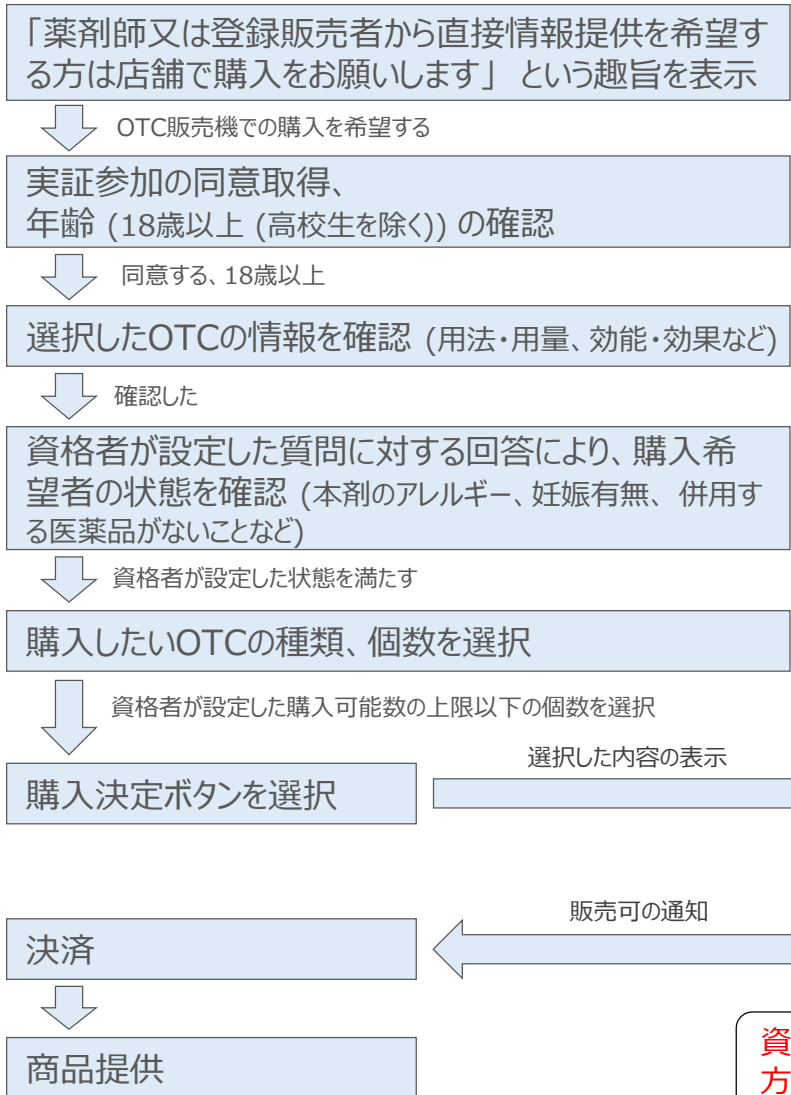 「薬剤師又は登録販売者から直接情報提供を希望す
る方は店舗で購入をお願いします」 という趣旨を表示
OTC販売機での購入を希望する
実証参加の同意取得、
年齢 (18歳以上 (高校生を除く)) の確認
同意する、18歳以上
選択したOTCの情報を確認 (用法・用量、効能・効果など)
確認した
資格者が設定した質問に対する回答により、購入希
望者の状態を確認 (本剤のアレルギー、妊娠有無、併用す
る医薬品がないことなど)
資格者が設定した状態を満たす
購入したいOTCの種類、個数を選択
資格者が設定した購入可能数の上限以下の個数を選択
選択した内容の表示
購入決定ボタンを選択
販売可の通知
決済
商品提供
資
方